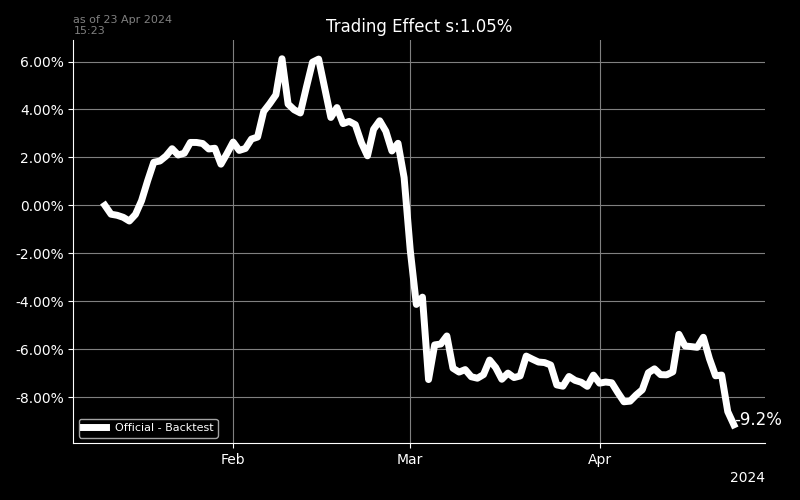 as of 23 Apr 2024
15:23
Trading Effect s:1.05%
6.00%
4.00%
2.00%
0.00%
-2.00%
-4.00%
-6.00%
-8.00%
-9.2%
Official - Backtest
Feb
Mar
Apr
2024